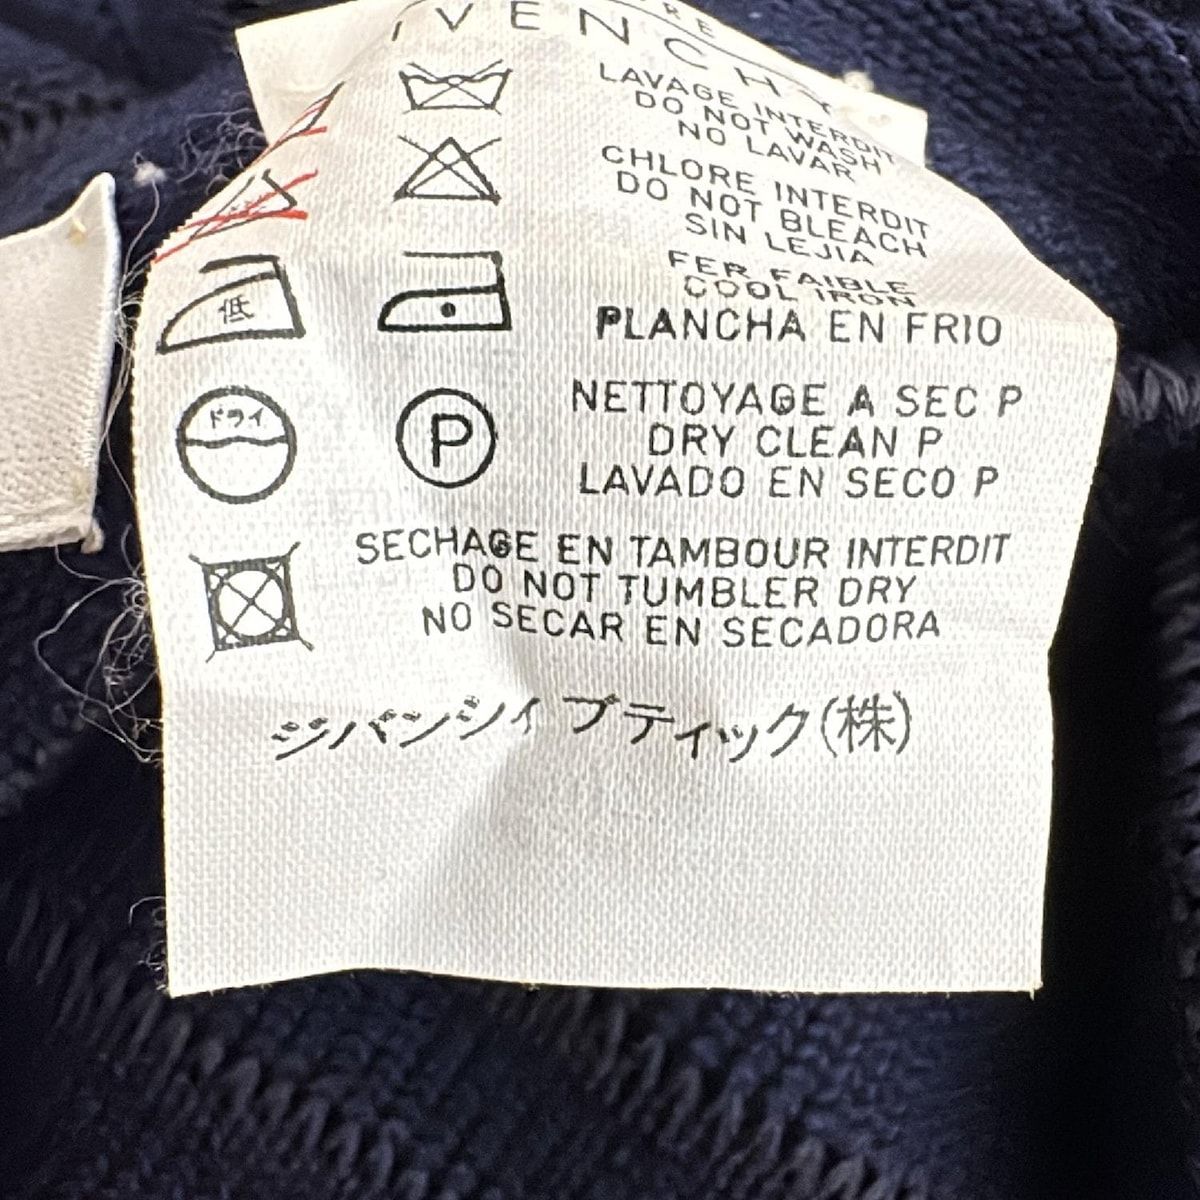 LAVAGE INTERDIT
DO NOT WASH
NO LAVAR
CHLORE INTERDIT
DO NOT BLEACH
SIN LEJIA
FER FAIBLE
COOL IRON
PLANCHA EN FRIO
低
ドライ
P
NETTOYAGE A SEC P
DRY CLEAN P
LAVADO EN SECO P
SECHAGE EN TAMBOUR INTERDIT
DO NOT TUMBLER DRY
NO SECAR EN SECADORA
ジバンシィ ブティック(株)